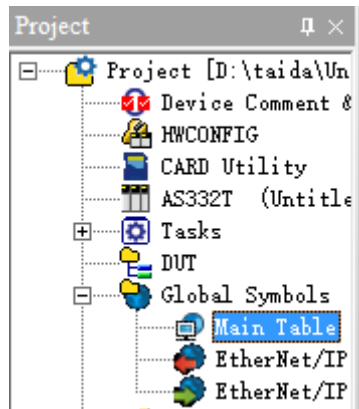 Project
Project [D:\taida\Un
Device Comment &
HWCONFIG
CARD Utility
AS332T (Untitle
Tasks
DUT
Global Symbols
Main Table
EtherNet/IP
EtherNet/IP